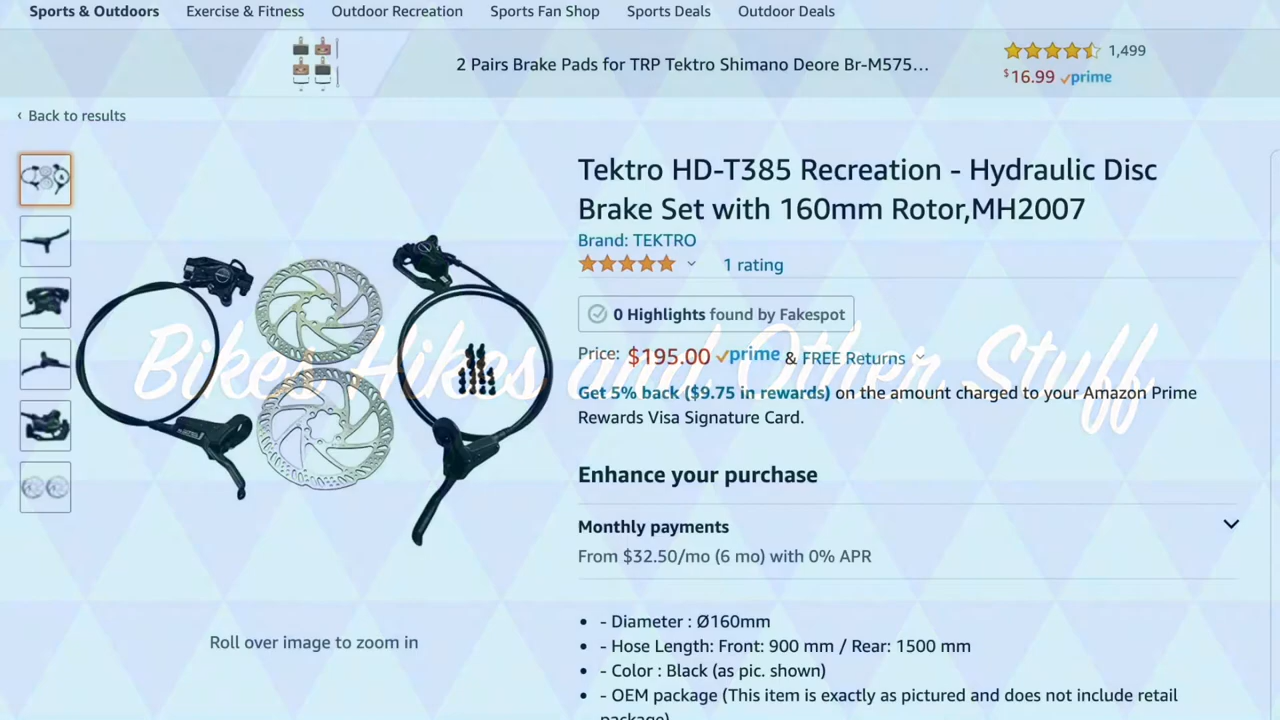 Sports & Outdoors Exercise & Fitness Outdoor Recreation Sports Fan Shop Sports Deals Outdoor Deals
2 Pairs Brake Pads for TRP Tektro Shimano Deore Br-M575… 1,499
$16.99 prime
‹ Back to results
Tektro HD-T385 Recreation - Hydraulic Disc
Brake Set with 160mm Rotor,MH2007
Brand: TEKTRO
1 rating
0 Highlights found by Fakespot
Bikes Hikes and Other Stuff
Price: $195.00 prime & FREE Returns
Get 5% back ($9.75 in rewards) on the amount charged to your Amazon Prime
Rewards Visa Signature Card.
Enhance your purchase
Monthly payments
From $32.50/mo (6 mo) with 0% APR
Roll over image to zoom in
• - Diameter : Ø160mm
• - Hose Length: Front: 900 mm / Rear: 1500 mm
• - Color : Black (as pic. shown)
• - OEM package (This item is exactly as pictured and does not include retail
package)